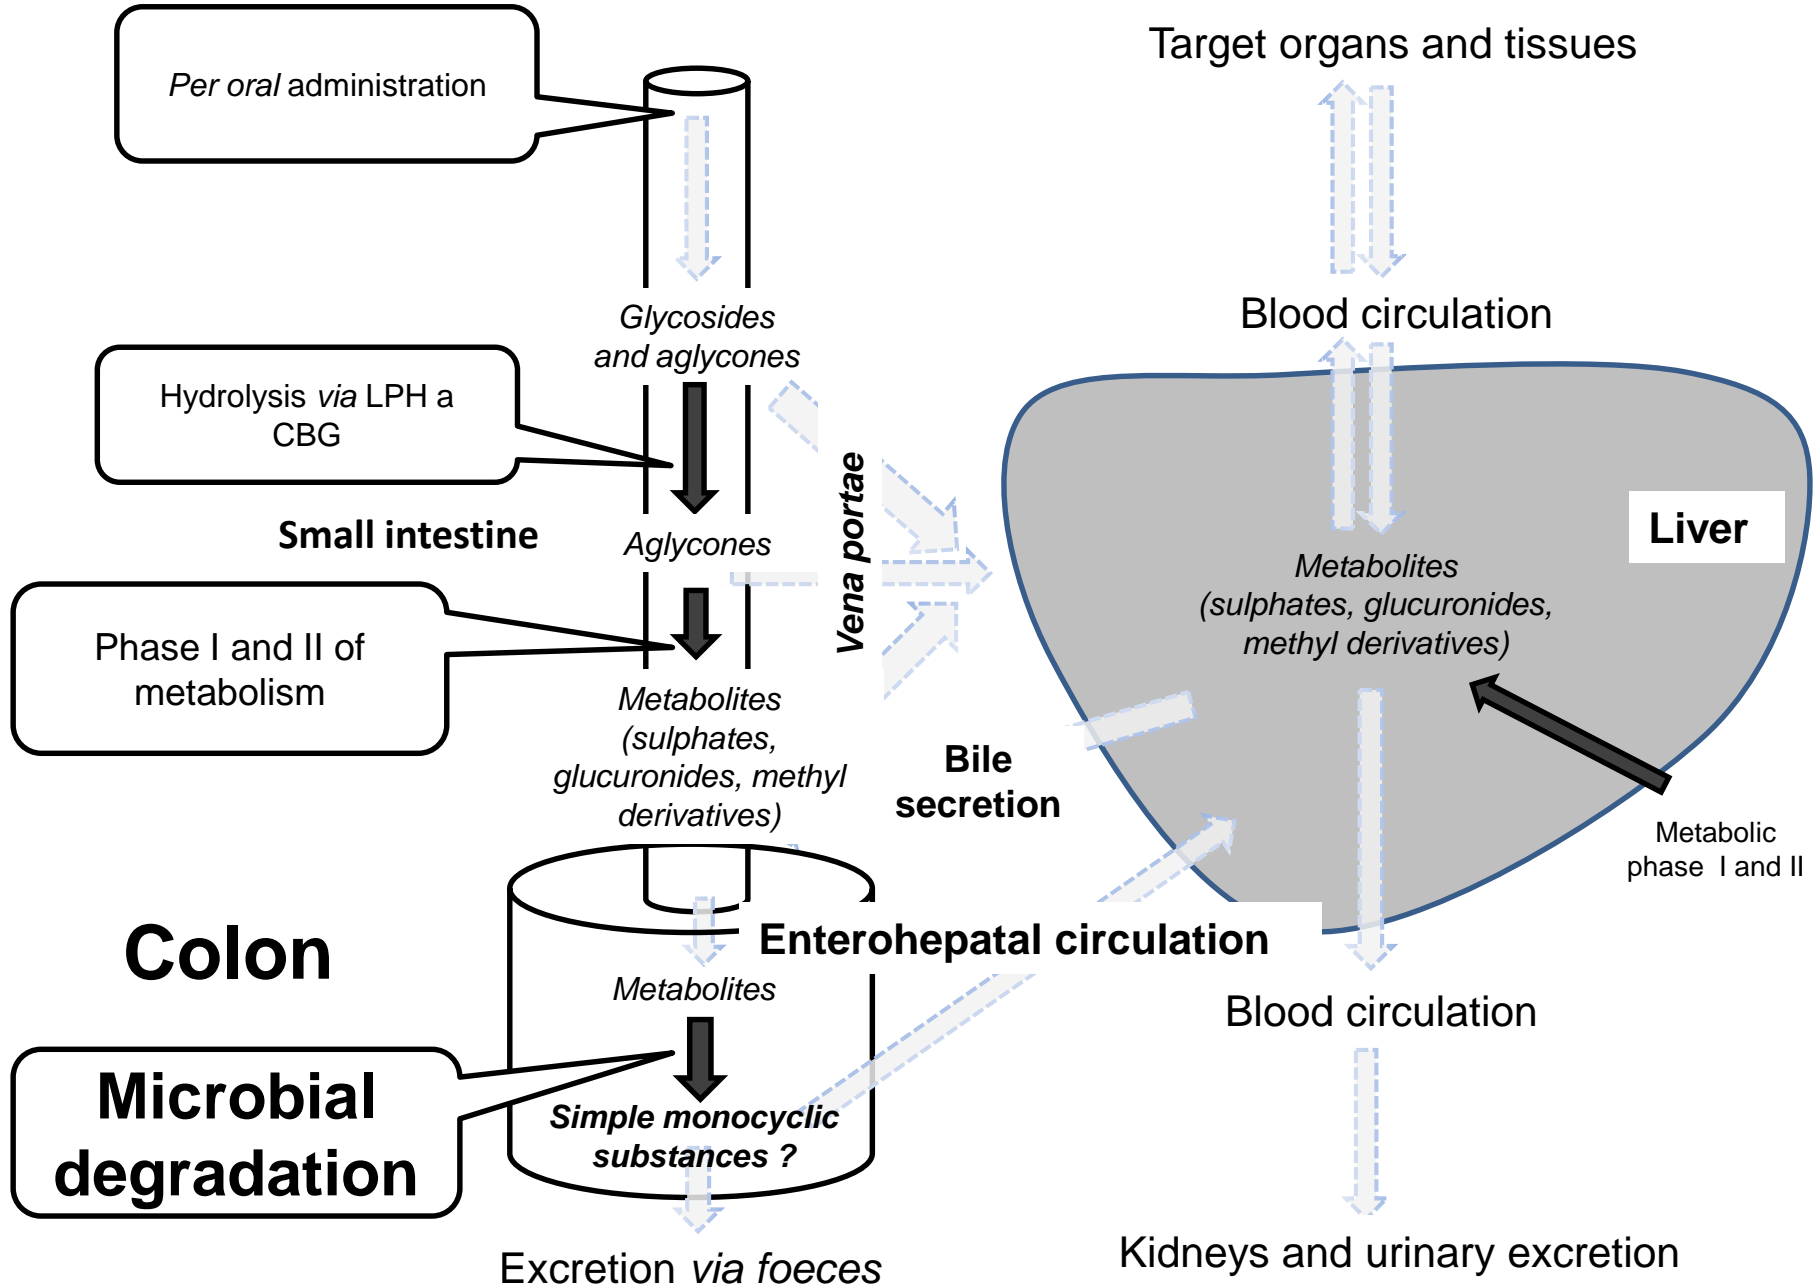 Target organs and tissues
Per oral administration
Glycosides
and aglycones
Blood circulation
Hydrolysis via LPH a
CBG
Small intestine
Aglycones
Vena portae
Liver
Metabolites
(sulphates, glucuronides,
methyl derivatives)
Phase I and II of
metabolism
Metabolites
(sulphates,
glucuronides, methyl
derivatives)
Bile
secretion
Metabolic
phase I and II
Colon
Enterohepatal circulation
Metabolites
Blood circulation
Microbial
degradation
Simple monocyclic
substances ?
Excretion via foeces
Kidneys and urinary excretion